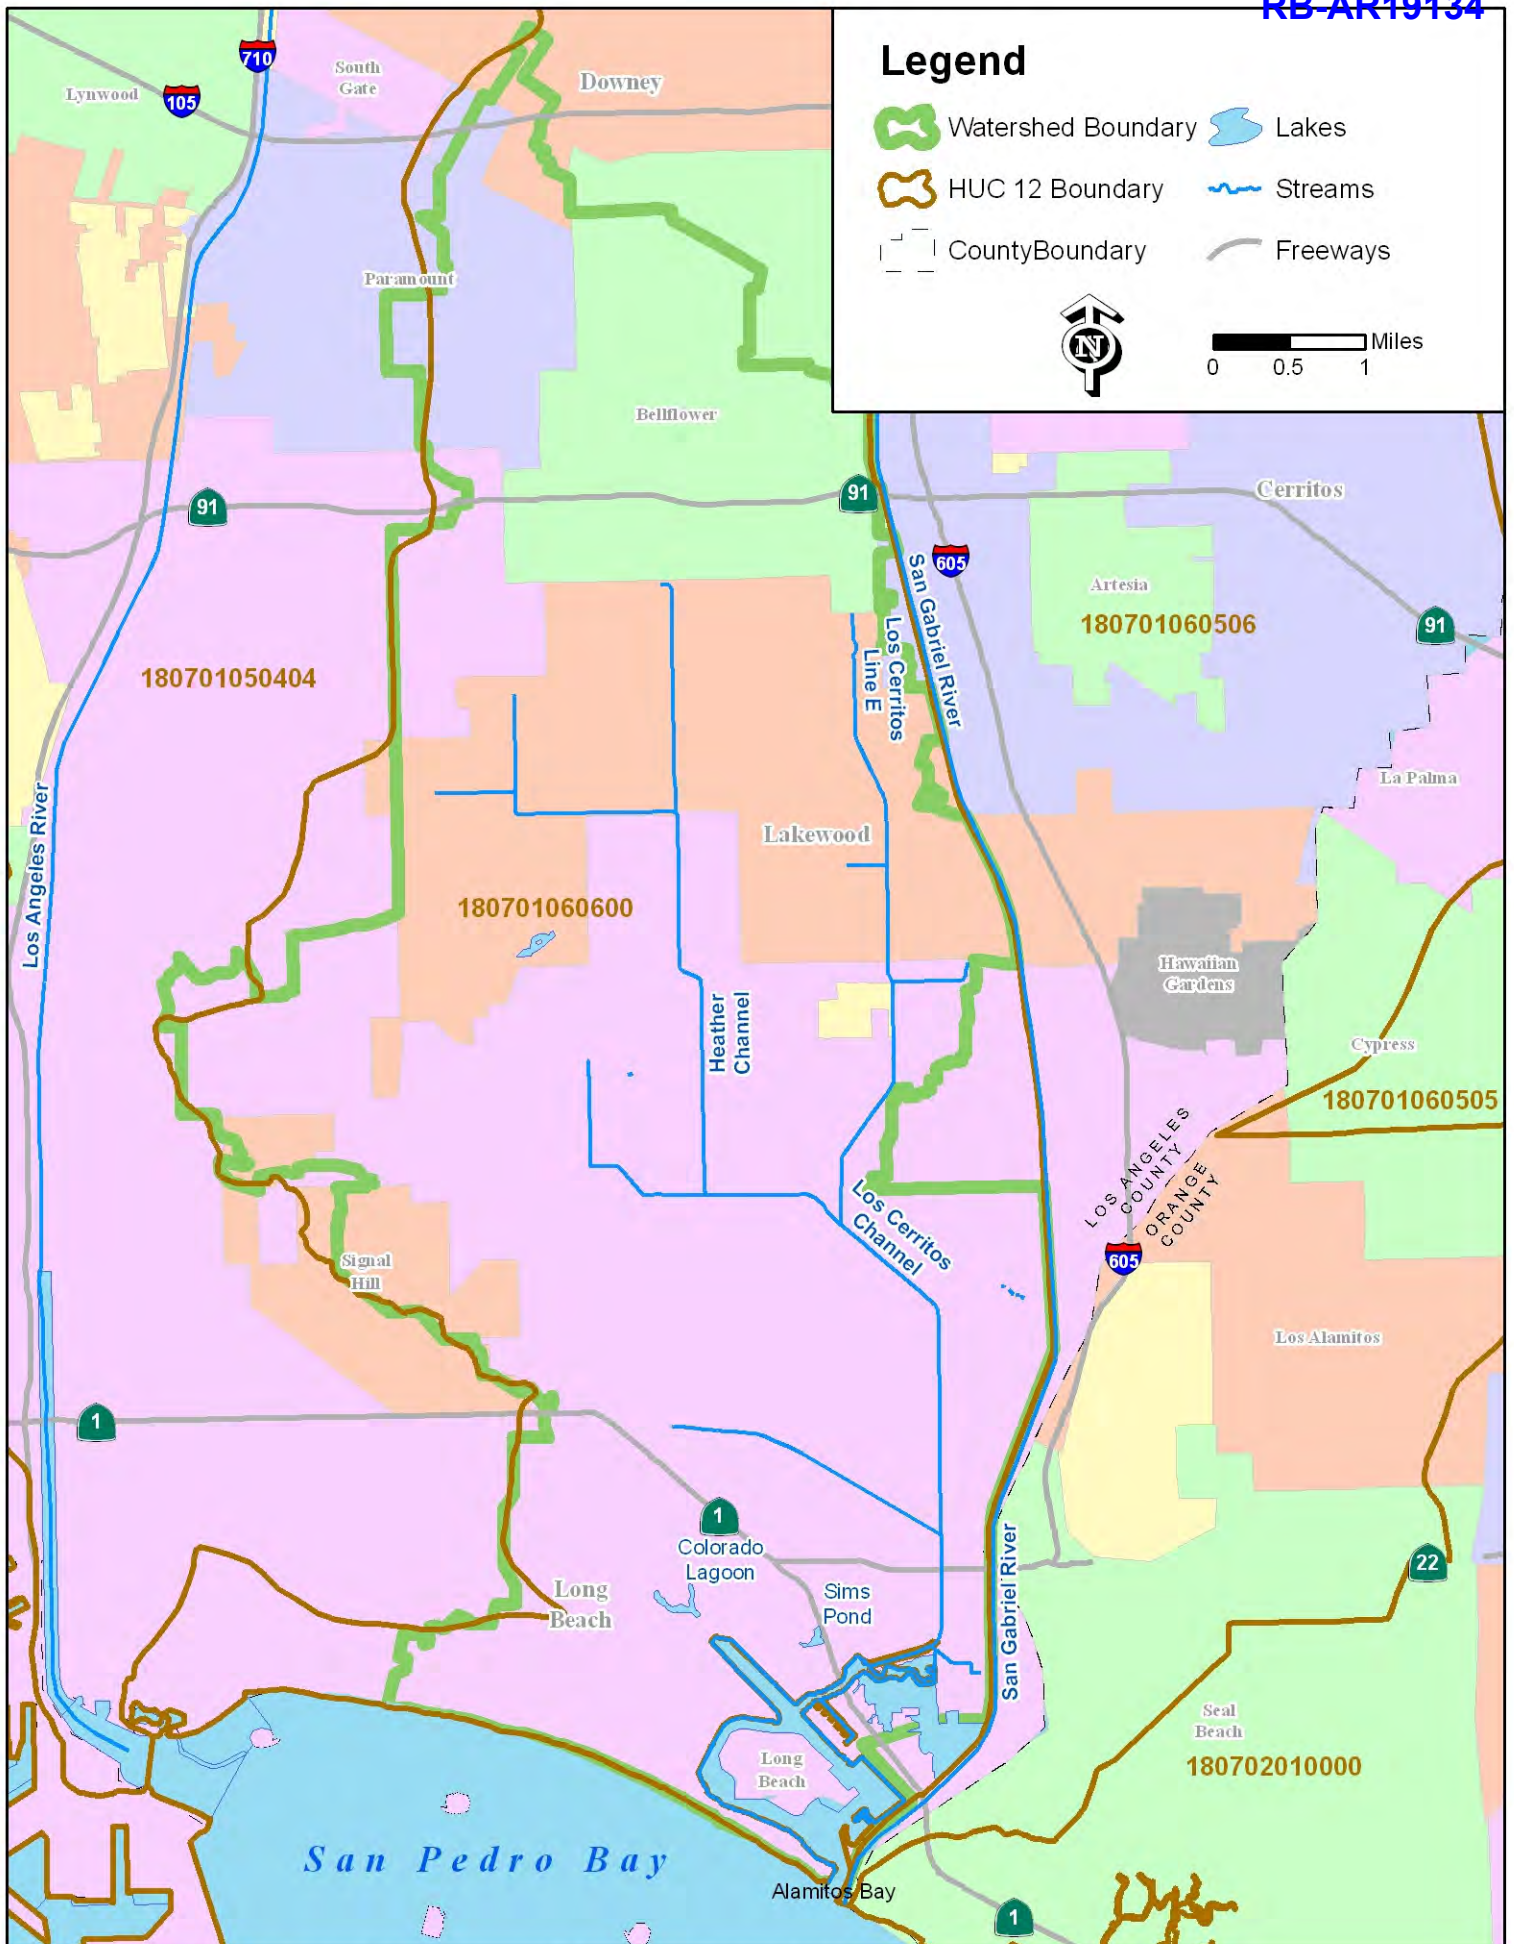 RB-AR19134
Legend
Watershed Boundary
Lakes
HUC 12 Boundary
Streams
CountyBoundary
Freeways
N
Miles
0 0.5 1
710
South
Gate
Downey
Lynwood
105
Paramount
Bellflower
91
91
Cerritos
605
Artesia
180701060506
91
San Gabriel River
Los Cerritos
Line E
180701050404
La Palma
Los Angeles River
Lakewood
180701060600
Hawaiian
Gardens
Heather
Channel
Cypress
180701060505
LOS ANGELES
COUNTY
ORANGE
COUNTY
Los Cerritos
Channel
605
Signal
Hill
Los Alamitos
1
1
Colorado
Lagoon
Sims
Pond
Long
Beach
San Gabriel River
22
Seal
Beach
180702010000
Long
Beach
San Pedro Bay
Alamitos Bay
1